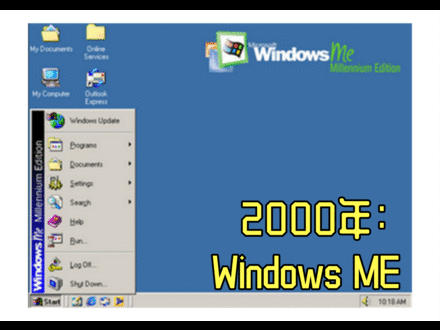 My Documents
Online Services
My Computer
Outlook Express
Microsoft
Windows Me
Millennium Edition
Windows Me Millennium Edition
Windows Update
Programs
Documents
Settings
Search
Help
Run...
Log Off...
Shut Down...
Start
10:18 AM
2000年:
Windows ME